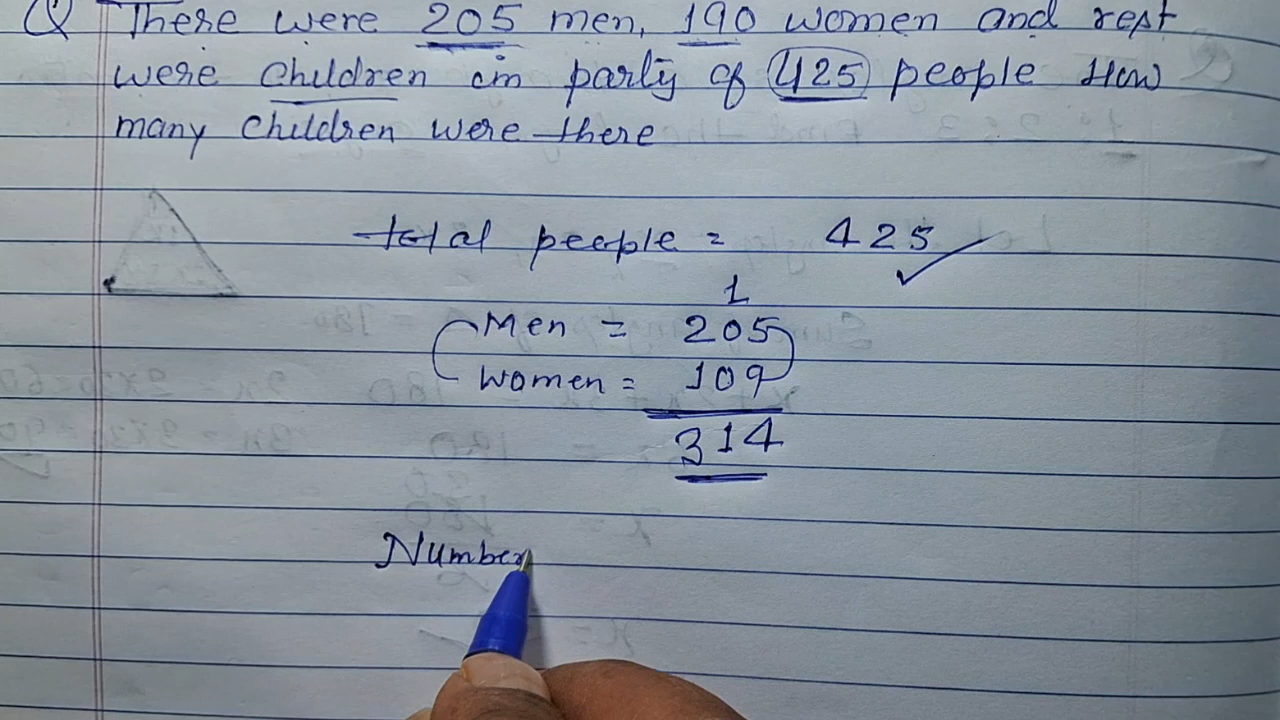 Q There were 205 men, 190 women and rest
were children in party of 425 people How
many children were there
total people = 425
1
Men = 205
women = 109
314
Number